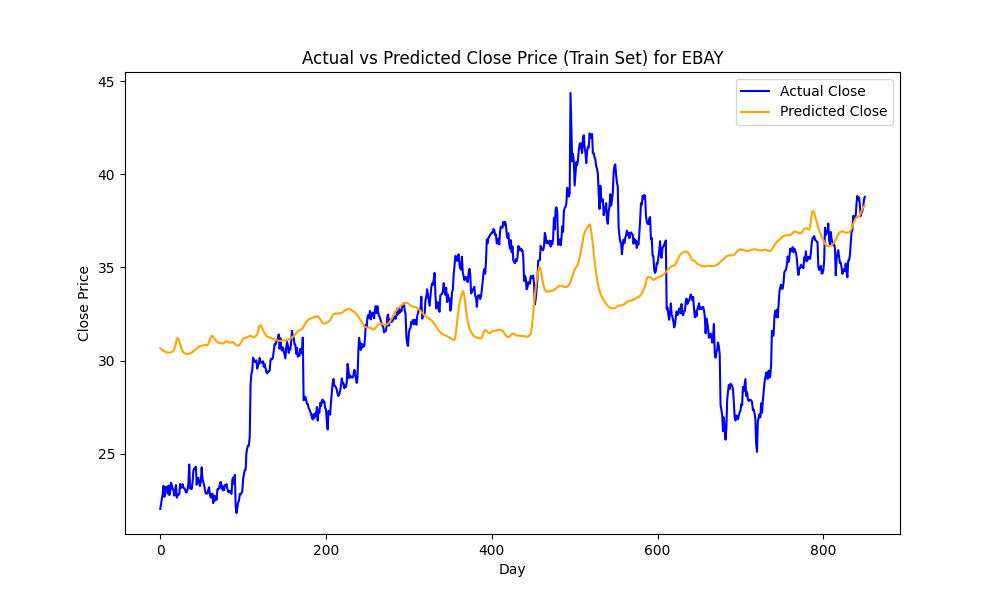 Actual vs Predicted Close Price (Train Set) for EBAY
Actual Close
Predicted Close
Close Price
45
40
35
30
25
0 200 400 600 800
Day